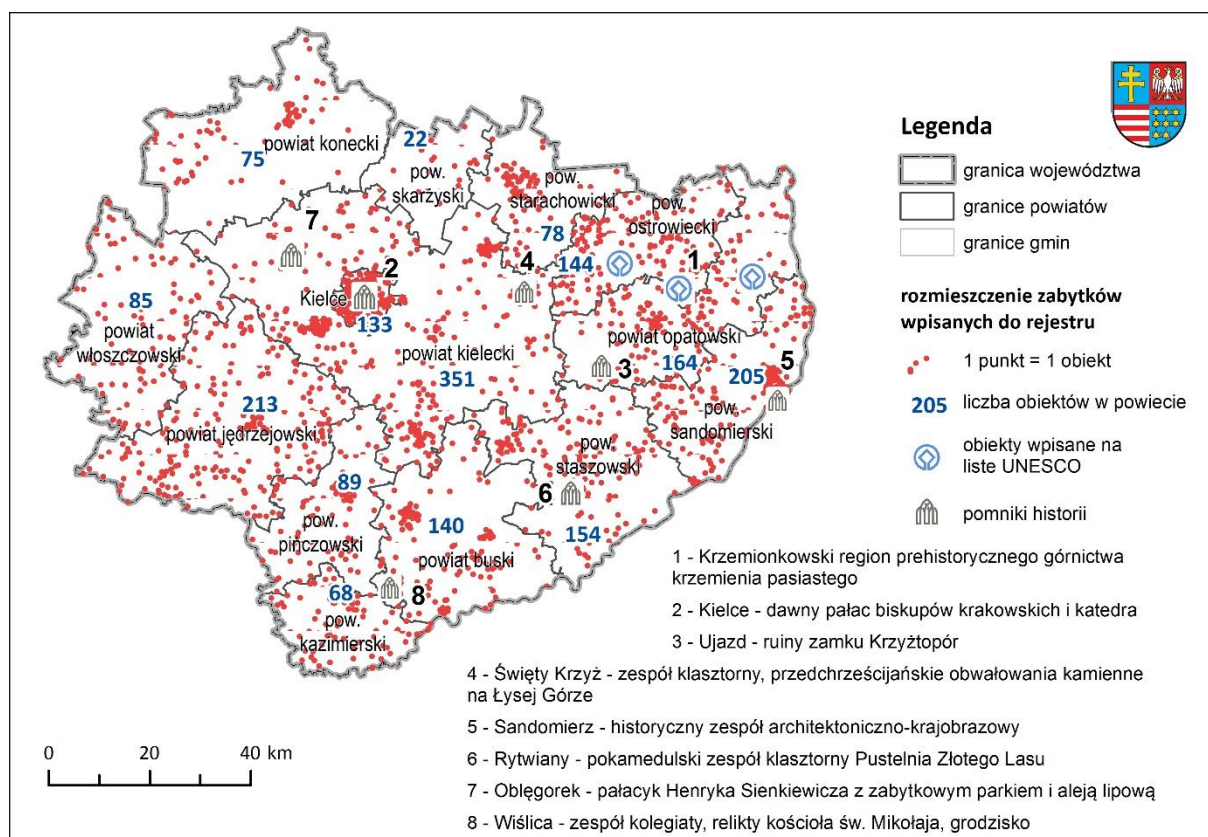 powiat konecki
75
22
pow.
skarżyski
pow.
starachowicki
78
pow.
ostrowiecki
144
1
7
2
4
Kielce
133
85
powiat
włoszczowski
powiat kielecki
351
powiat opatowski
164
3
5
205
pow.
sandomierski
213
powiat jędrzejowski
pow.
staszowski
6
154
89
pow.
pińczowski
140
powiat buski
8
68
pow.
kazimierski
0 20 40 km
Legenda
granica województwa
granice powiatów
granice gmin
rozmieszczenie zabytków
wpisanych do rejestru
1 punkt = 1 obiekt
205 liczba obiektów w powiecie
obiekty wpisane na
liste UNESCO
pomniki historii
1 - Krzemionkowski region prehistorycznego górnictwa
krzemienia pasiastego
2 - Kielce - dawny pałac biskupów krakowskich i katedra
3 - Ujazd - ruiny zamku Krzyżtopór
4 - Święty Krzyż - zespół klasztorny, przedchrześcijańskie obwałowania kamienne
na Łysej Górze
5 - Sandomierz - historyczny zespół architektoniczno-krajobrazowy
6 - Rytwiany - pokamedulski zespół klasztorny Pustelnia Złotego Lasu
7 - Oblęgorek - pałacyk Henryka Sienkiewicza z zabytkowym parkiem i aleją lipową
8 - Wiślica - zespół kolegiaty, relikty kościoła św. Mikołaja, grodzisko